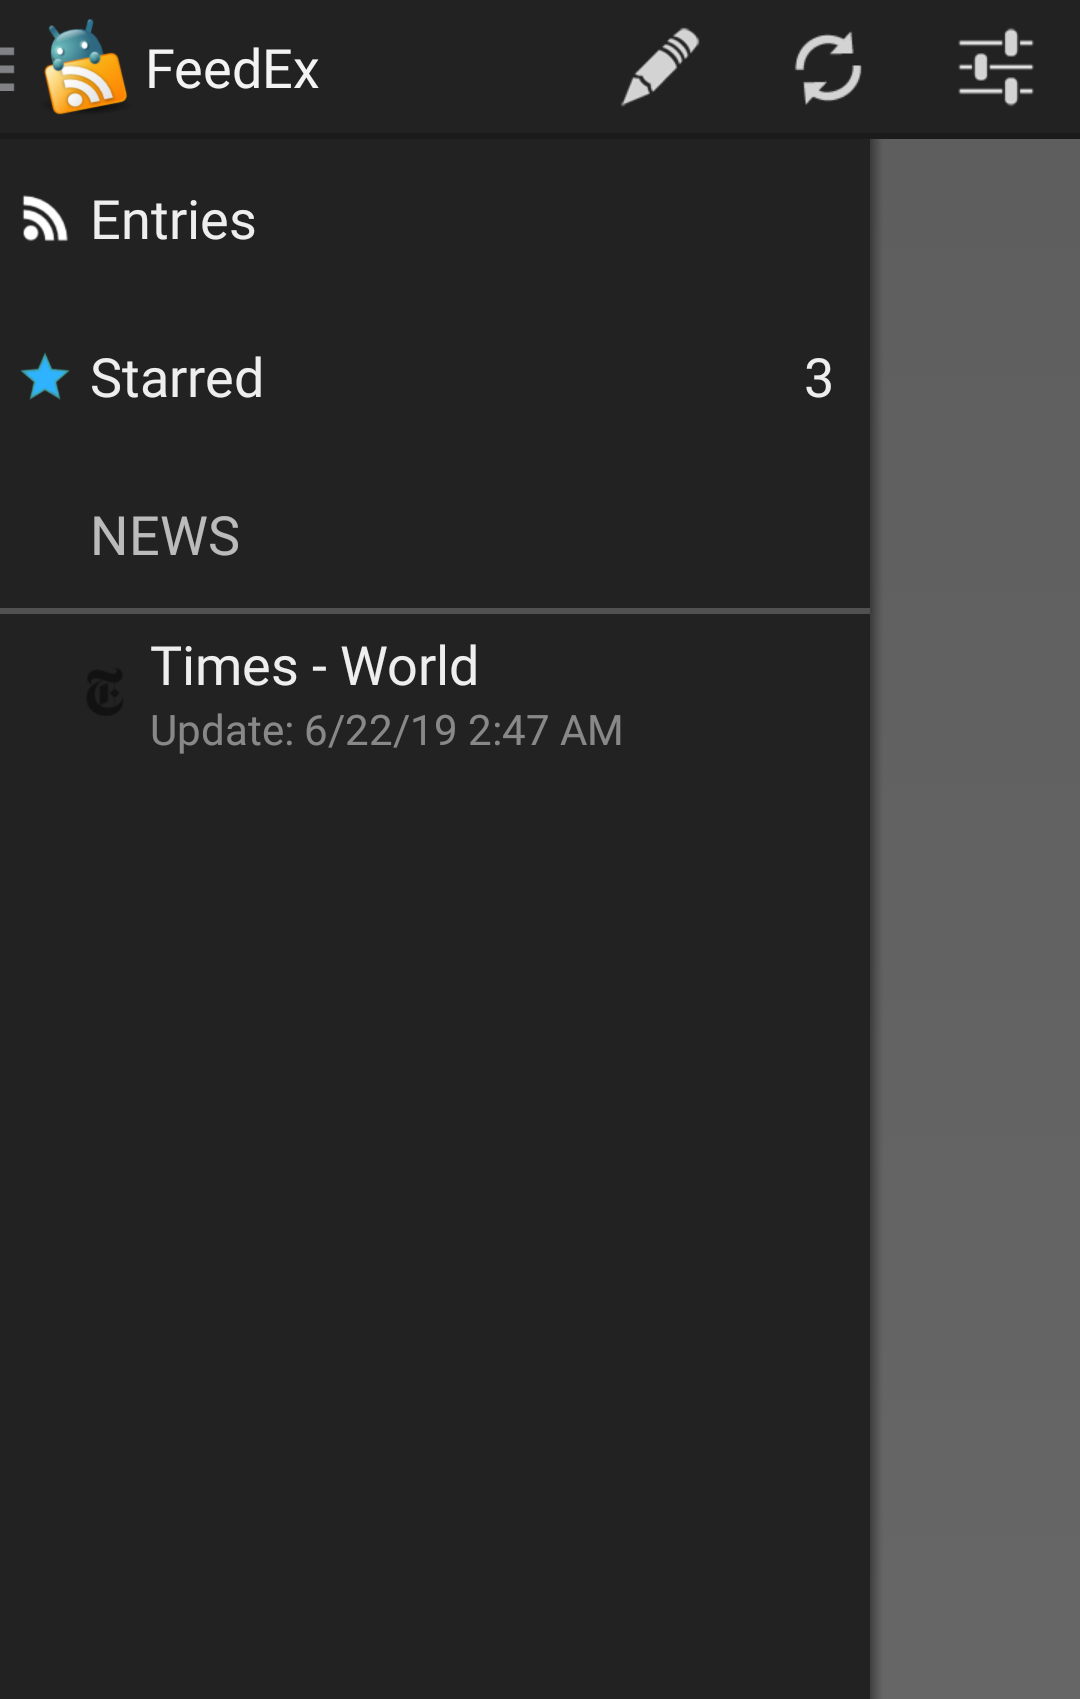 FeedEx
Entries
Starred 3
NEWS
Times - World
Update: 6/22/19 2:47 AM